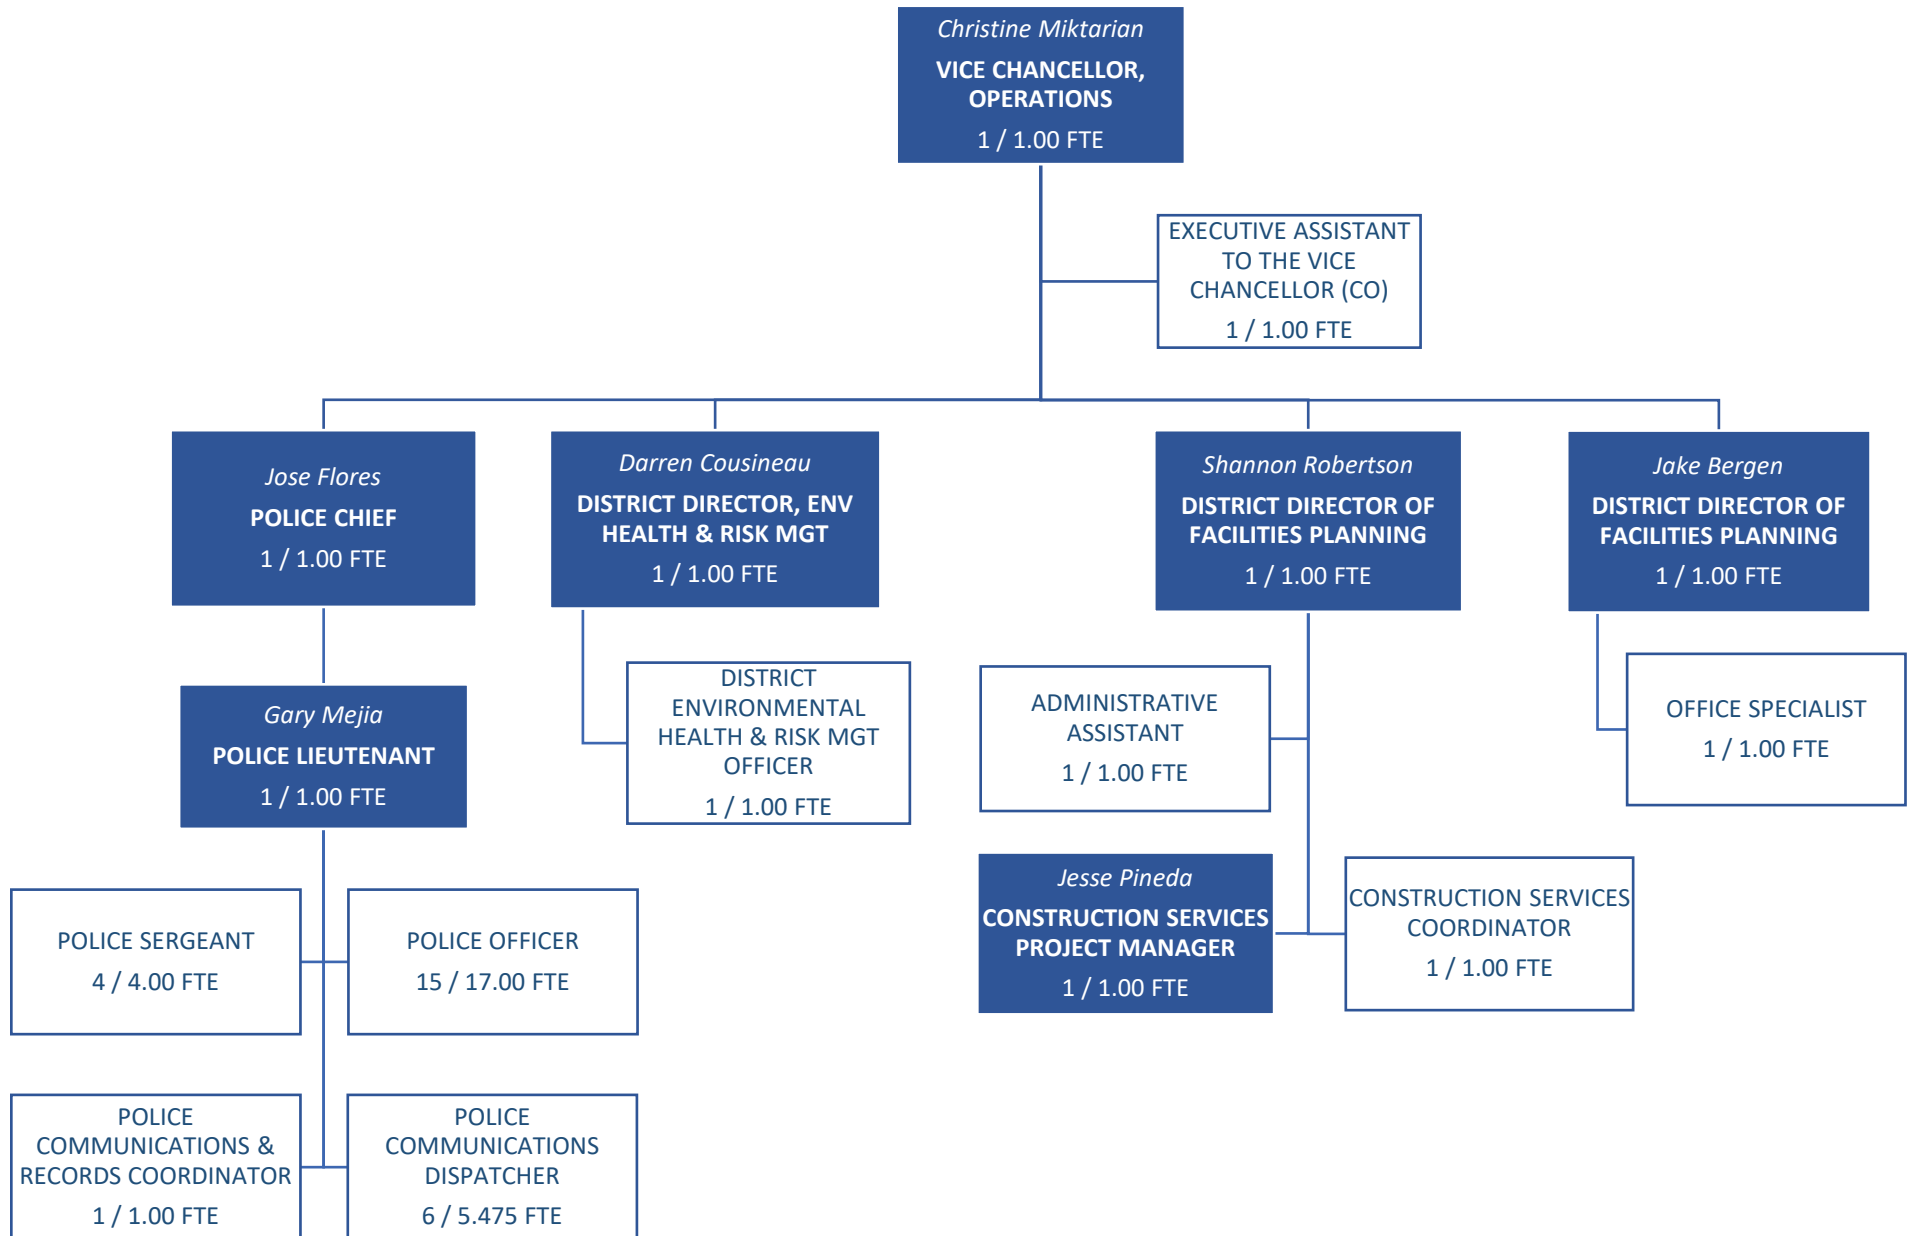 Christine Miktarian
VICE CHANCELLOR,
OPERATIONS
1 / 1.00 FTE
EXECUTIVE ASSISTANT
TO THE VICE
CHANCELLOR (CO)
1 / 1.00 FTE
Jose Flores
POLICE CHIEF
1 / 1.00 FTE
Darren Cousineau
DISTRICT DIRECTOR, ENV
HEALTH & RISK MGT
1 / 1.00 FTE
Shannon Robertson
DISTRICT DIRECTOR OF
FACILITIES PLANNING
1 / 1.00 FTE
Jake Bergen
DISTRICT DIRECTOR OF
FACILITIES PLANNING
1 / 1.00 FTE
Gary Mejia
POLICE LIEUTENANT
1 / 1.00 FTE
DISTRICT
ENVIRONMENTAL
HEALTH & RISK MGT
OFFICER
1 / 1.00 FTE
ADMINISTRATIVE
ASSISTANT
1 / 1.00 FTE
OFFICE SPECIALIST
1 / 1.00 FTE
Jesse Pineda
CONSTRUCTION SERVICES
PROJECT MANAGER
1 / 1.00 FTE
CONSTRUCTION SERVICES
COORDINATOR
1 / 1.00 FTE
POLICE SERGEANT
4 / 4.00 FTE
POLICE OFFICER
15 / 17.00 FTE
POLICE
COMMUNICATIONS &
RECORDS COORDINATOR
1 / 1.00 FTE
POLICE
COMMUNICATIONS
DISPATCHER
6 / 5.475 FTE